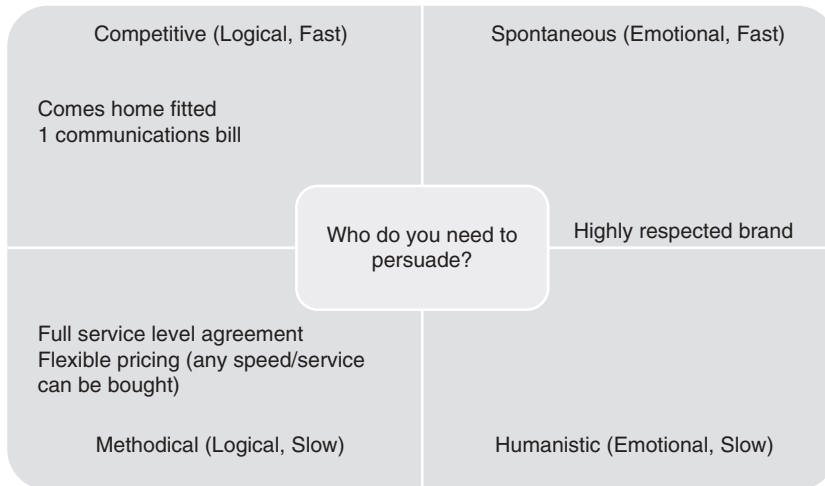 Competitive (Logical, Fast)
Spontaneous (Emotional, Fast)
Comes home fitted
1 communications bill
Who do you need to
persuade?
Highly respected brand
Full service level agreement
Flexible pricing (any speed/service
can be bought)
Methodical (Logical, Slow)
Humanistic (Emotional, Slow)